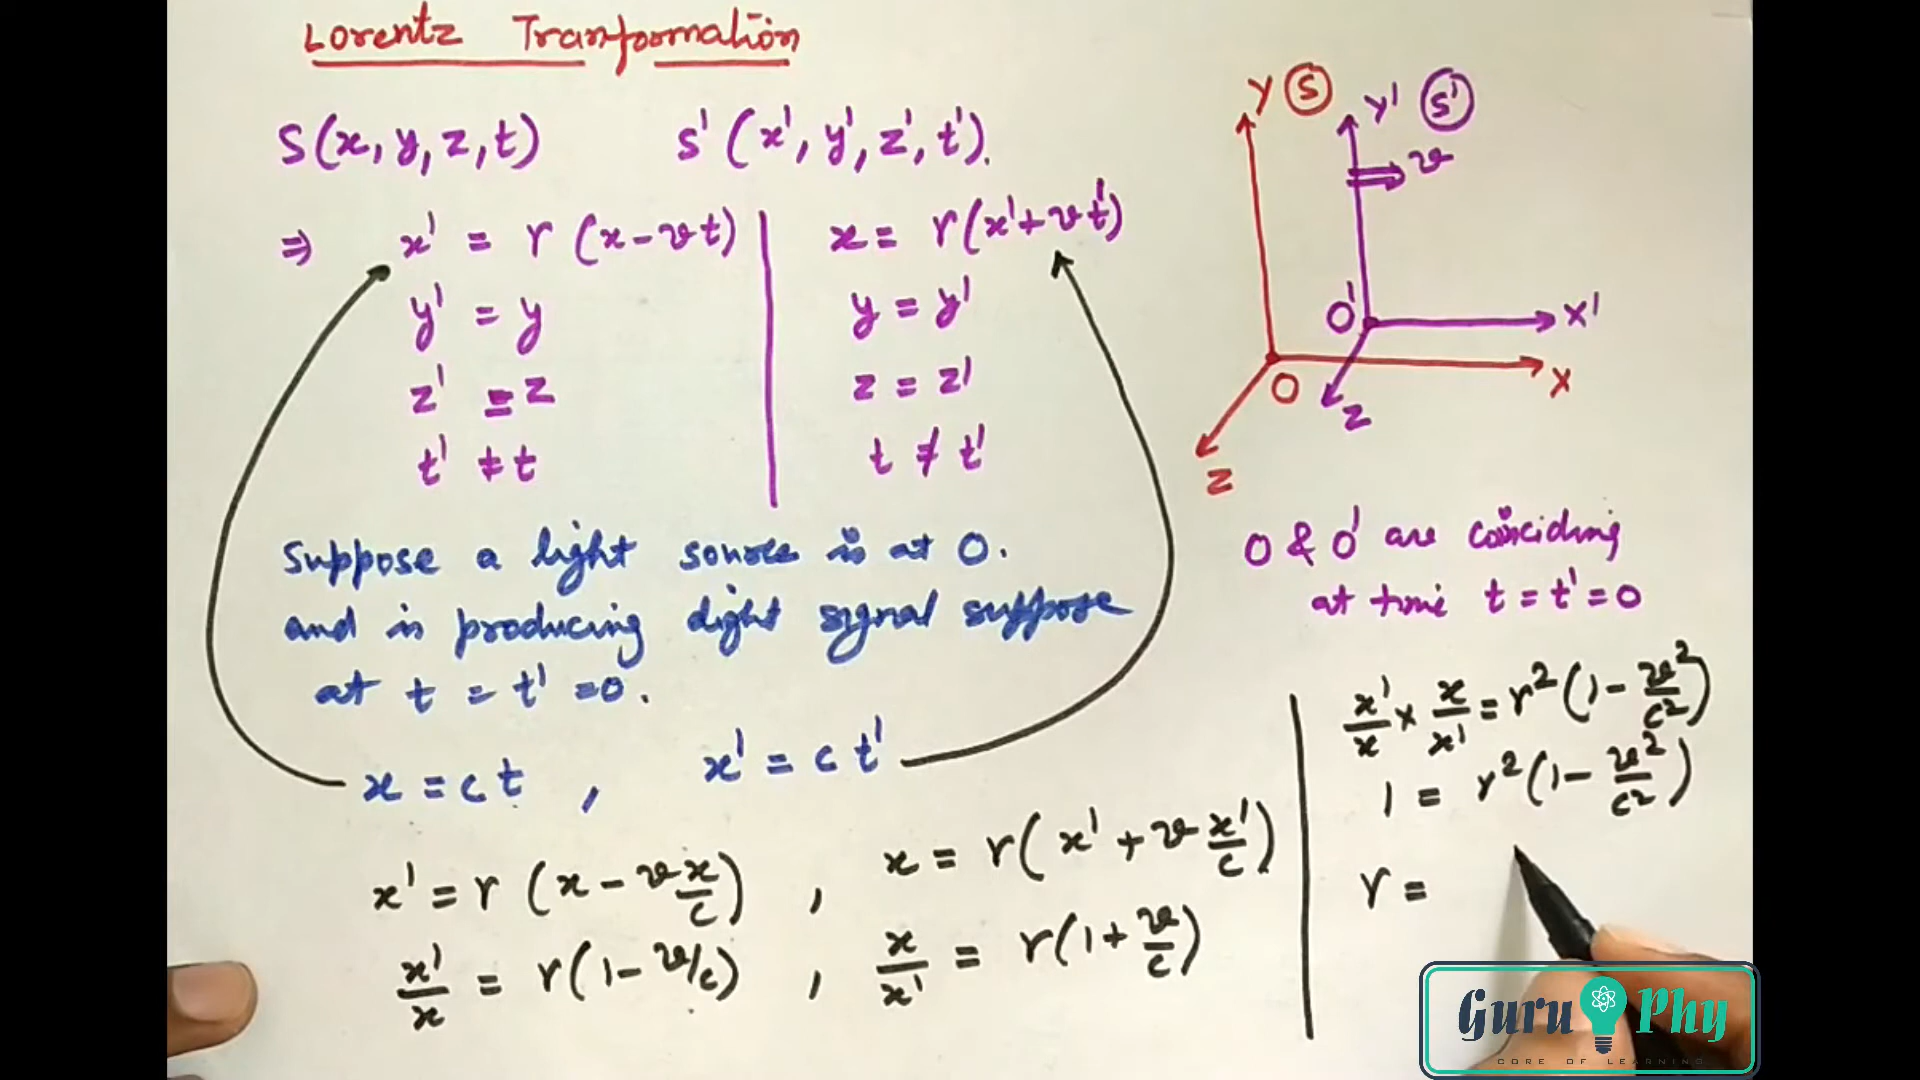 Lorentz Tranformation
S(x, y, z, t) S' (x', y', z', t').
⇒ x' = r (x - vt) x = r(x' + vt')
y' = y y = y'
z' = z z = z'
t' ≠ t t ≠ t'
Suppose a light source is at O.
and is producing light signal suppose
at t = t' = 0.
x = ct , x' = ct'
x' = r (x - v x/c) , x = r(x' + v x'/c)
x'/x = r(1 - v/c) , x/x' = r(1 + v/c)
Y S Y' S'
v
O' X'
O X
Z
Z
O & O' are coinciding
at time t = t' = 0
x'/x × x/x' = r²(1 - v²/c²)
1 = r²(1 - v²/c²)
r =
Guru Phy
CORE OF LEARNING